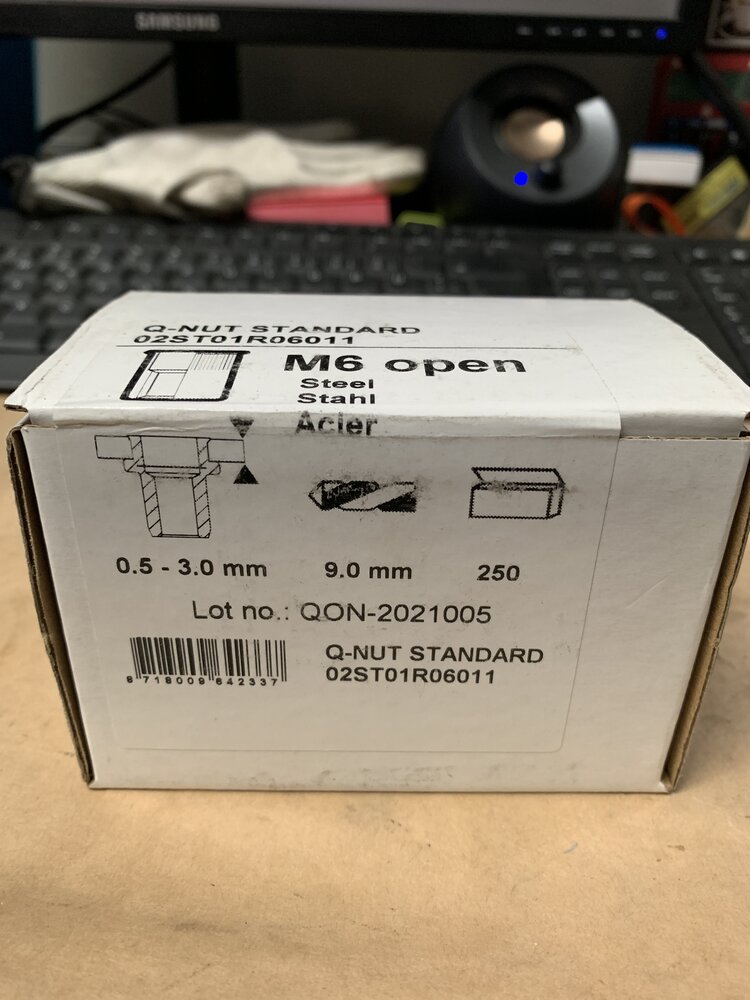 SAMSUNG
Q-NUT STANDARD
02ST01R06011
M6 open
Steel
Stahl
Acier
0.5 - 3.0 mm
9.0 mm
250
Lot no.: QON-2021005
8 718009 642337
Q-NUT STANDARD
02ST01R06011